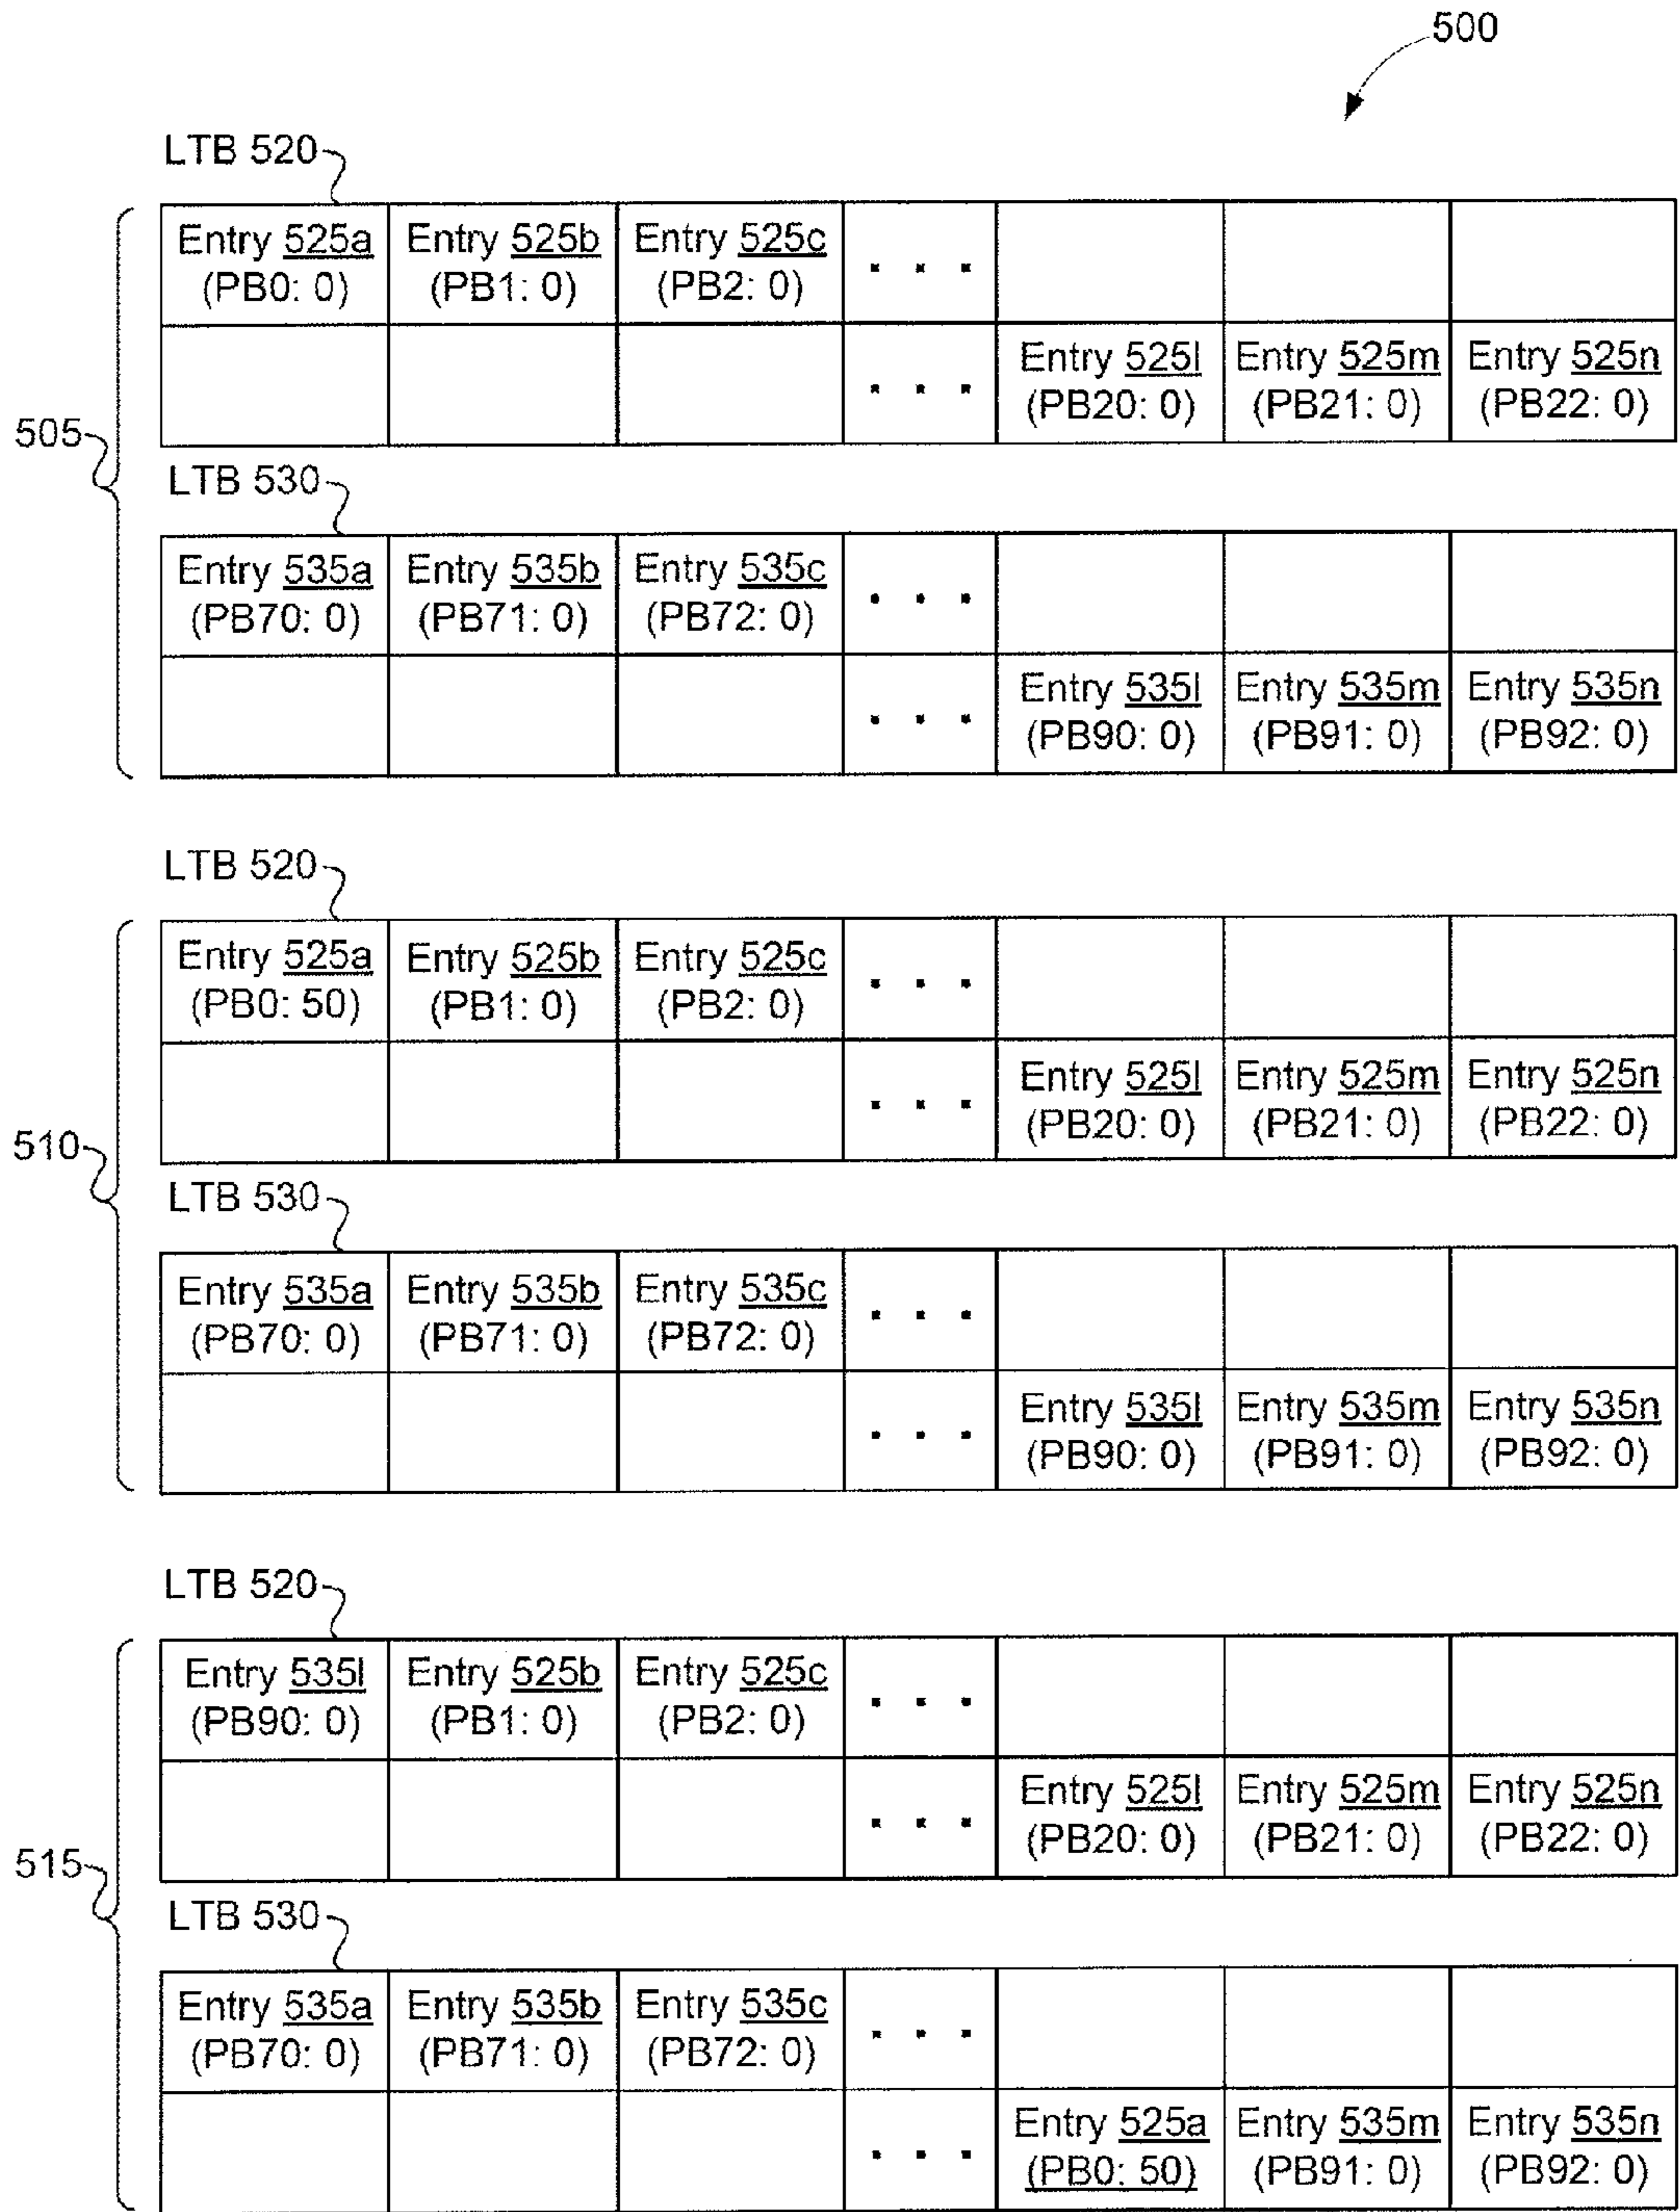 500
LTB 520
Entry 525a Entry 525b Entry 525c . . .
(PB0: 0) (PB1: 0) (PB2: 0)
. . . Entry 525l Entry 525m Entry 525n
(PB20: 0) (PB21: 0) (PB22: 0)
505
LTB 530
Entry 535a Entry 535b Entry 535c . . .
(PB70: 0) (PB71: 0) (PB72: 0)
. . . Entry 535l Entry 535m Entry 535n
(PB90: 0) (PB91: 0) (PB92: 0)
LTB 520
Entry 525a Entry 525b Entry 525c . . .
(PB0: 50) (PB1: 0) (PB2: 0)
. . . Entry 525l Entry 525m Entry 525n
(PB20: 0) (PB21: 0) (PB22: 0)
510
LTB 530
Entry 535a Entry 535b Entry 535c . . .
(PB70: 0) (PB71: 0) (PB72: 0)
. . . Entry 535l Entry 535m Entry 535n
(PB90: 0) (PB91: 0) (PB92: 0)
LTB 520
Entry 535l Entry 525b Entry 525c . . .
(PB90: 0) (PB1: 0) (PB2: 0)
. . . Entry 525l Entry 525m Entry 525n
(PB20: 0) (PB21: 0) (PB22: 0)
515
LTB 530
Entry 535a Entry 535b Entry 535c . . .
(PB70: 0) (PB71: 0) (PB72: 0)
. . . Entry 525a Entry 535m Entry 535n
(PB0: 50) (PB91: 0) (PB92: 0)